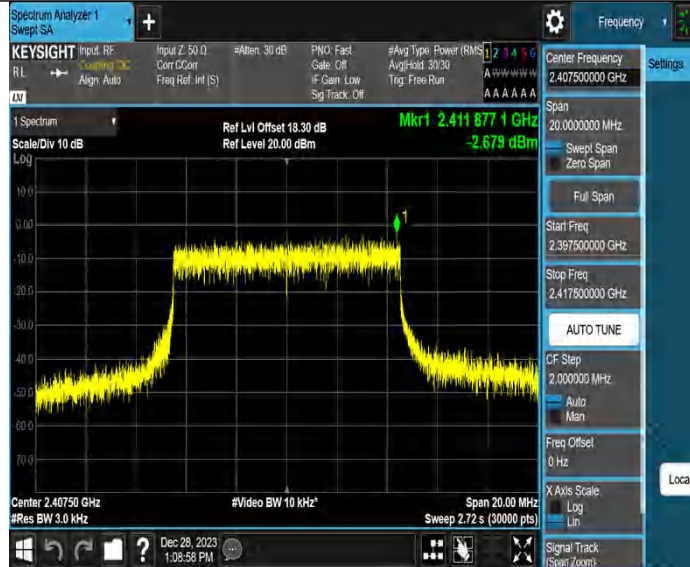 Spectrum Analyzer 1
Swept SA
+
Frequency
KEYSIGHT
RL
Input: RF
Coupling: DC
Align: Auto
Input Z: 50 Ω
Corr CCorr
Freq Ref: Int (S)
#Atten: 30 dB
PNO: Fast
Gate: Off
IF Gain: Low
Sig Track: Off
#Avg Type: Power (RMS
Avg|Hold: 30/30
Trig: Free Run
1 2 3 4 5 6
A W W W W W
A A A A A A
LXI
1 Spectrum
Scale/Div 10 dB
Ref Lvl Offset 18.30 dB
Ref Level 20.00 dBm
Mkr1 2.411 877 1 GHz
-2.679 dBm
Log
10.0
0.00
-10.0
-20.0
-30.0
-40.0
-50.0
-60.0
-70.0
1
Center 2.40750 GHz
#Res BW 3.0 kHz
#Video BW 10 kHz*
Span 20.00 MHz
Sweep 2.72 s (30000 pts)
?
Dec 28, 2023
1:08:58 PM
Center Frequency
2.407500000 GHz
Span
20.0000000 MHz
Swept Span
Zero Span
Full Span
Start Freq
2.397500000 GHz
Stop Freq
2.417500000 GHz
AUTO TUNE
CF Step
2.000000 MHz
Auto
Man
Freq Offset
0 Hz
X Axis Scale
Log
Lin
Signal Track
(Span Zoom)
Settings
Loca